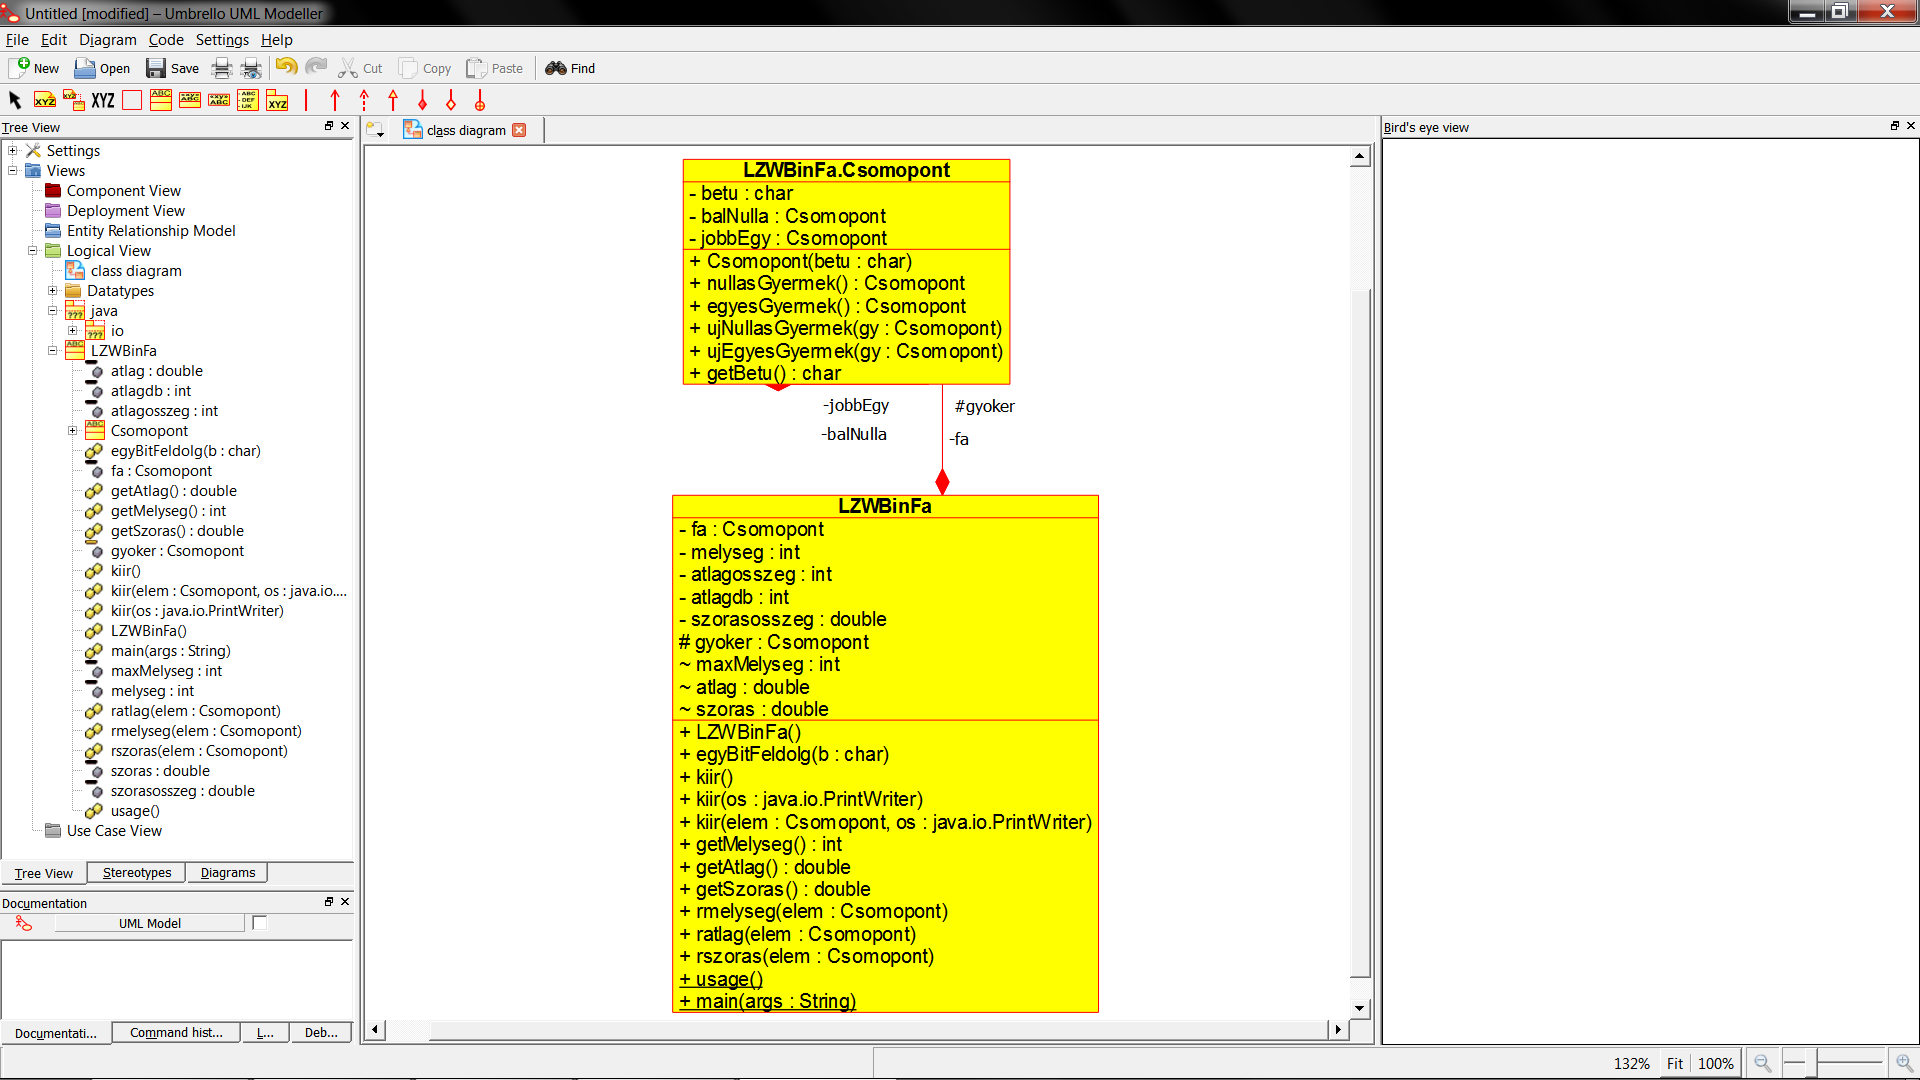 Untitled [modified] – Umbrello UML Modeller
File Edit Diagram Code Settings Help
New Open Save Cut Copy Paste Find
XYZ
Tree View
Settings
Views
Component View
Deployment View
Entity Relationship Model
Logical View
class diagram
Datatypes
java
io
LZWBinFa
atlag : double
atlagdb : int
atlagosszeg : int
Csomopont
egyBitFeldolg(b : char)
fa : Csomopont
getAtlag() : double
getMelyseg() : int
getSzoras() : double
gyoker : Csomopont
kiir()
kiir(elem : Csomopont, os : java.io....
kiir(os : java.io.PrintWriter)
LZWBinFa()
main(args : String)
maxMelyseg : int
melyseg : int
ratlag(elem : Csomopont)
rmelyseg(elem : Csomopont)
rszoras(elem : Csomopont)
szoras : double
szorasosszeg : double
usage()
Use Case View
Tree View Stereotypes Diagrams
Documentation
UML Model
Documentati... Command hist... L... Deb...
class diagram
LZWBinFa.Csomopont
- betu : char
- balNulla : Csomopont
- jobbEgy : Csomopont
+ Csomopont(betu : char)
+ nullasGyermek() : Csomopont
+ egyesGyermek() : Csomopont
+ ujNullasGyermek(gy : Csomopont)
+ ujEgyesGyermek(gy : Csomopont)
+ getBetu() : char
-jobbEgy #gyoker
-balNulla -fa
LZWBinFa
- fa : Csomopont
- melyseg : int
- atlagosszeg : int
- atlagdb : int
- szorasosszeg : double
# gyoker : Csomopont
~ maxMelyseg : int
~ atlag : double
~ szoras : double
+ LZWBinFa()
+ egyBitFeldolg(b : char)
+ kiir()
+ kiir(os : java.io.PrintWriter)
+ kiir(elem : Csomopont, os : java.io.PrintWriter)
+ getMelyseg() : int
+ getAtlag() : double
+ getSzoras() : double
+ rmelyseg(elem : Csomopont)
+ ratlag(elem : Csomopont)
+ rszoras(elem : Csomopont)
+ usage()
+ main(args : String)
Bird's eye view
132% Fit 100%